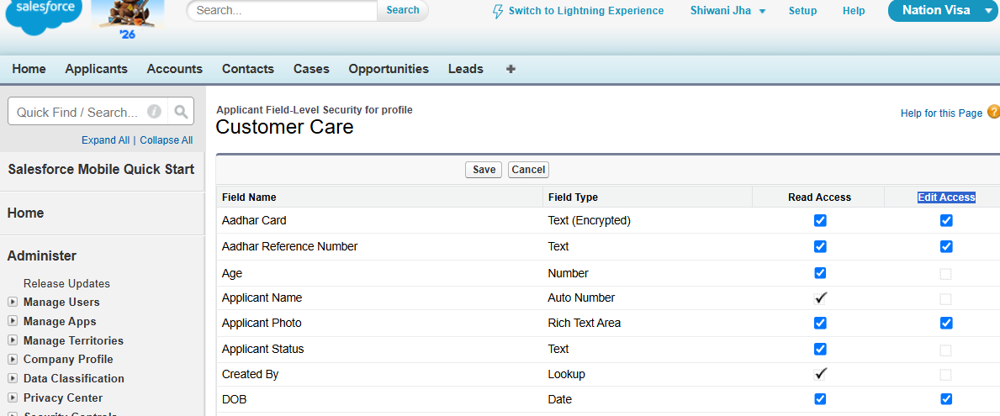 salesforce
'26
Search...
Search
Switch to Lightning Experience
Shiwani Jha
Setup
Help
Nation Visa
Home Applicants Accounts Contacts Cases Opportunities Leads +
Quick Find / Search...
Expand All | Collapse All
Salesforce Mobile Quick Start
Home
Administer
Release Updates
Manage Users
Manage Apps
Manage Territories
Company Profile
Data Classification
Privacy Center
Security Controls
Applicant Field-Level Security for profile
Customer Care
Help for this Page ?
Save Cancel
Field Name Field Type Read Access Edit Access
Aadhar Card Text (Encrypted)
Aadhar Reference Number Text
Age Number
Applicant Name Auto Number
Applicant Photo Rich Text Area
Applicant Status Text
Created By Lookup
DOB Date